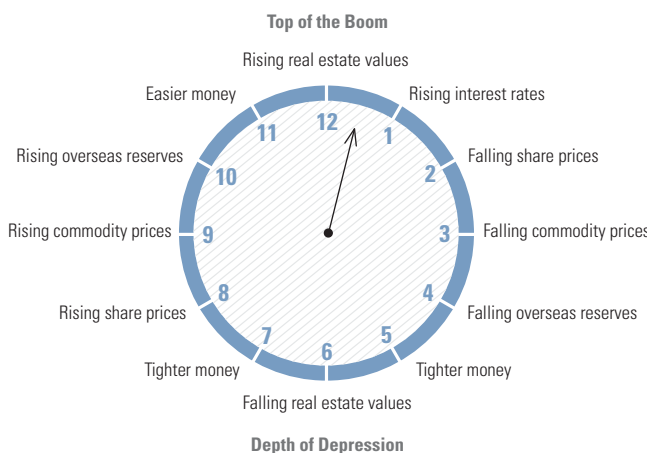 Top of the Boom
Rising real estate values
Easier money
Rising interest rates
12
11
1
Rising overseas reserves
Falling share prices
10
2
Rising commodity prices
9
3
Falling commodity prices
8
4
Rising share prices
Falling overseas reserves
7
5
6
Tighter money
Tighter money
Falling real estate values
Depth of Depression